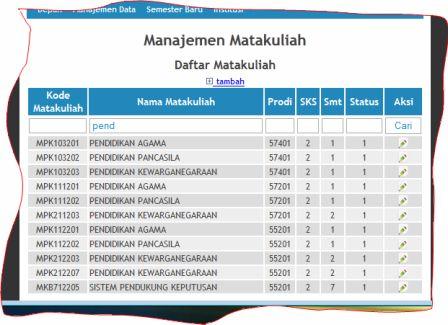 Depan Manajemen Data Semester Baru Institusi
Manajemen Matakuliah
Daftar Matakuliah
tambah
Kode Matakuliah Nama Matakuliah Prodi SKS Smt Status Aksi
pend Cari
MPK103201 PENDIDIKAN AGAMA 57401 2 1 1
MPK103202 PENDIDIKAN PANCASILA 57401 2 1 1
MPK103203 PENDIDIKAN KEWARGANEGARAAN 57401 2 1 1
MPK111201 PENDIDIKAN AGAMA 57201 2 1 1
MPK111202 PENDIDIKAN PANCASILA 57201 2 1 1
MPK211203 PENDIDIKAN KEWARGANEGARAAN 57201 2 2 1
MPK112201 PENDIDIKAN AGAMA 55201 2 1 1
MPK112202 PENDIDIKAN PANCASILA 55201 2 1 1
MPK212203 PENDIDIKAN KEWARGANEGARAAN 55201 2 2 1
MPK212207 PENDIDIKAN KEWARGANEGARAAN 55201 2 2 1
MKB712205 SISTEM PENDUKUNG KEPUTUSAN 55201 2 7 1